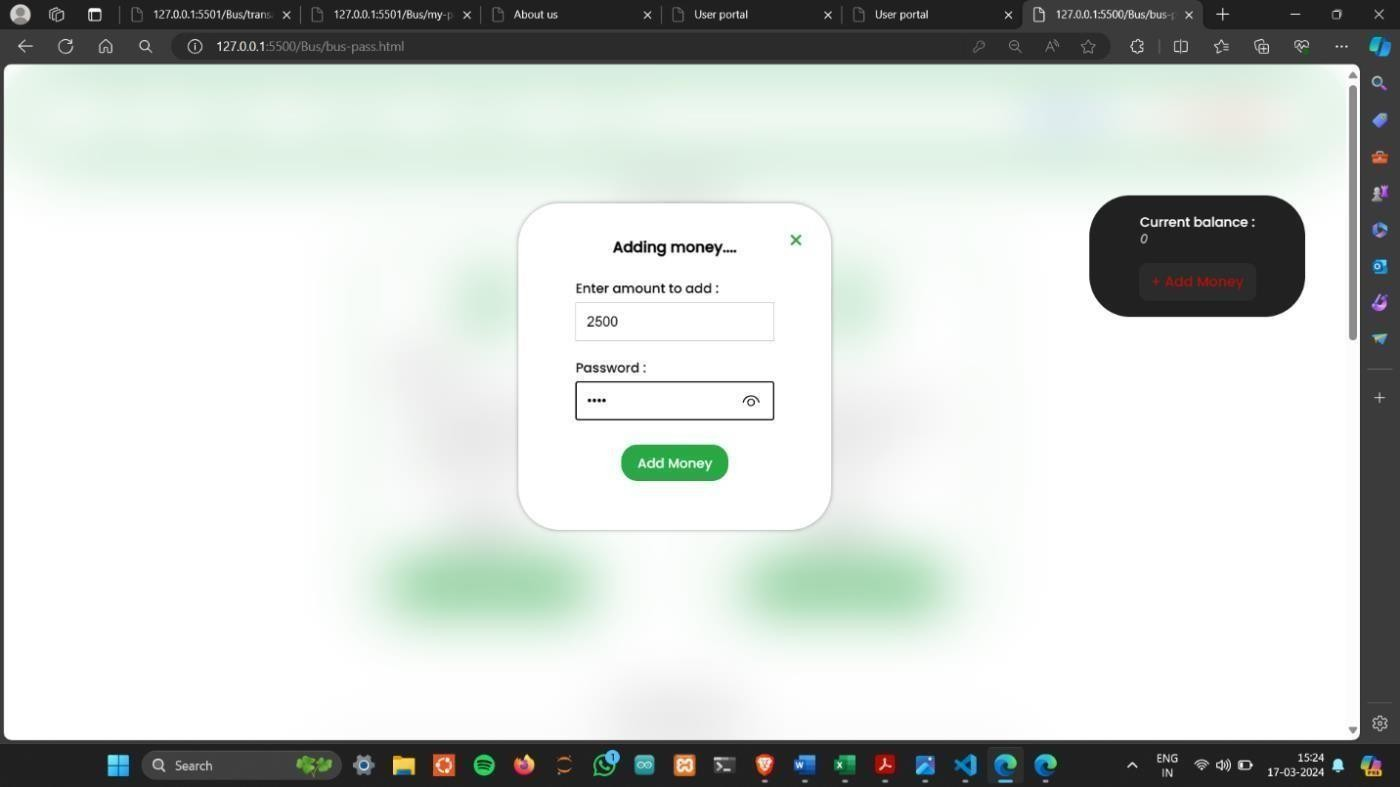 127.0.0.1:5501/Bus/trans
127.0.0.1:5501/Bus/my-p
About us
User portal
User portal
127.0.0.1:5500/Bus/bus-p
127.0.0.1:5500/Bus/bus-pass.html
Current balance :
0
+ Add Money
Adding money....
Enter amount to add :
2500
Password :
••••
Add Money
Search
1
ENG
IN
15:24
17-03-2024